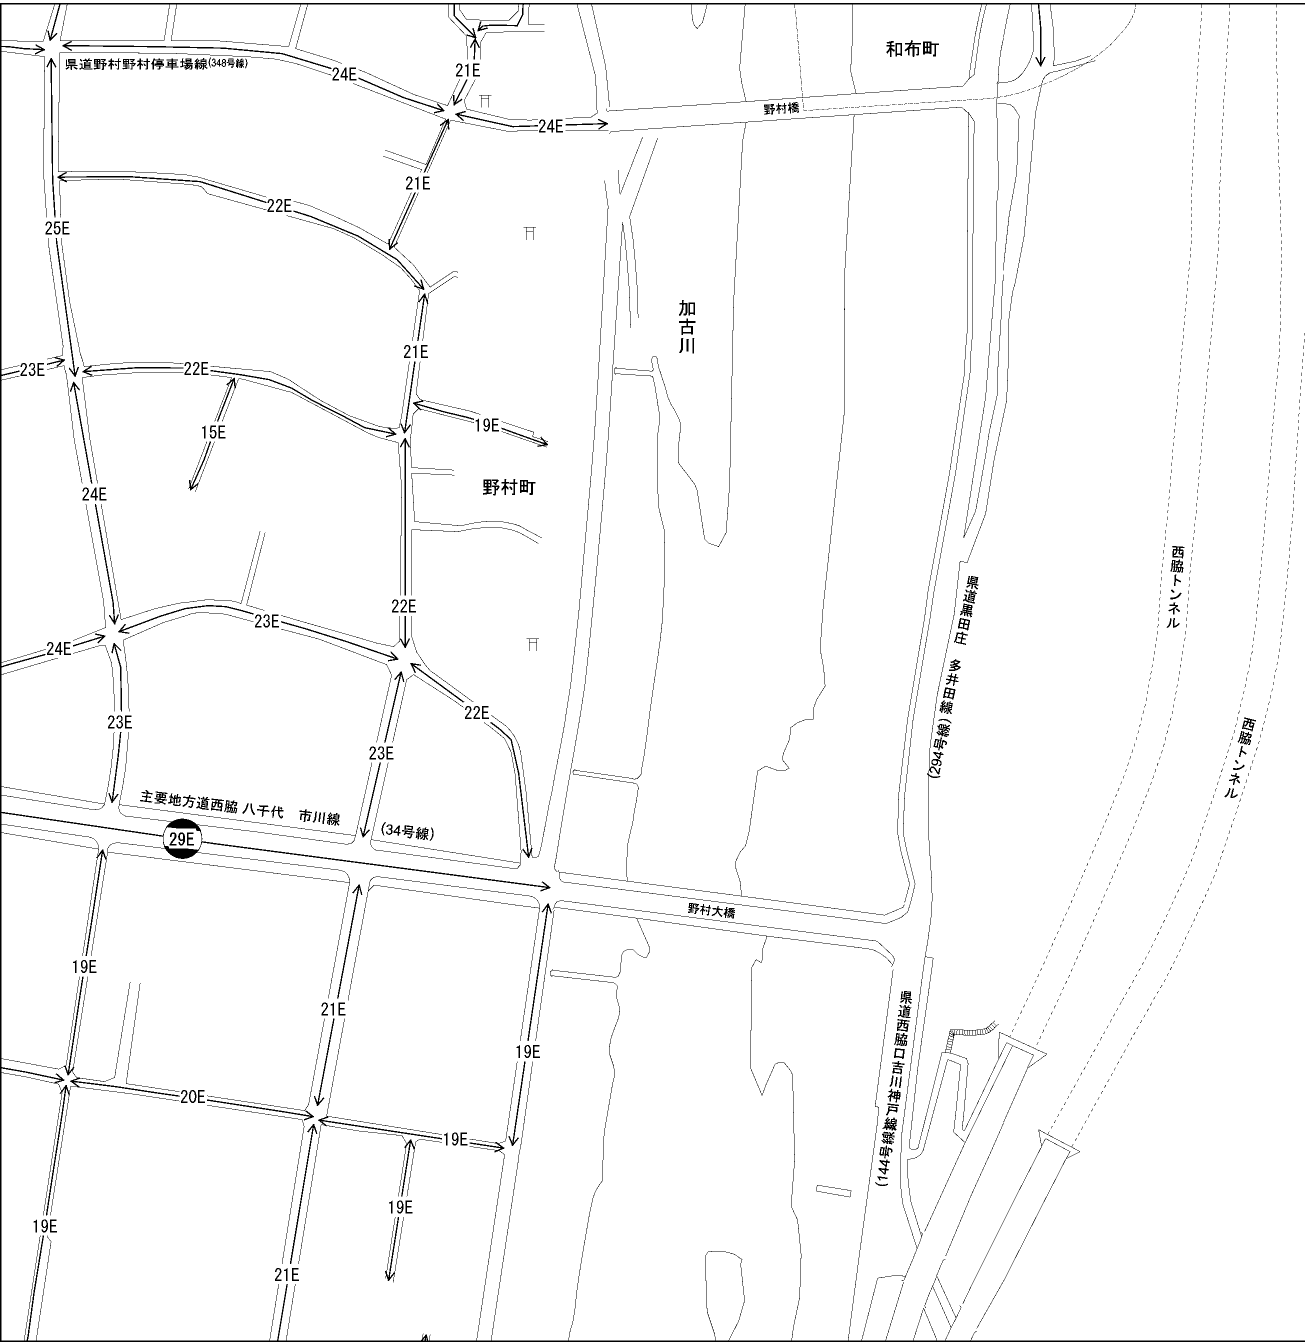 和布町
県道野村野村停車場線(348号線)
24E
21E
野村橋
24E
21E
22E
25E
加古川
21E
23E
22E
19E
15E
野村町
24E
西脇トンネル
県道黒田庄 多井田線(294号線)
22E
23E
24E
22E
23E
西脇トンネル
23E
主要地方道西脇 八千代 市川線 (34号線)
29E
野村大橋
19E
21E
県道西脇口吉川神戸線(144号線)
19E
20E
19E
19E
19E
21E